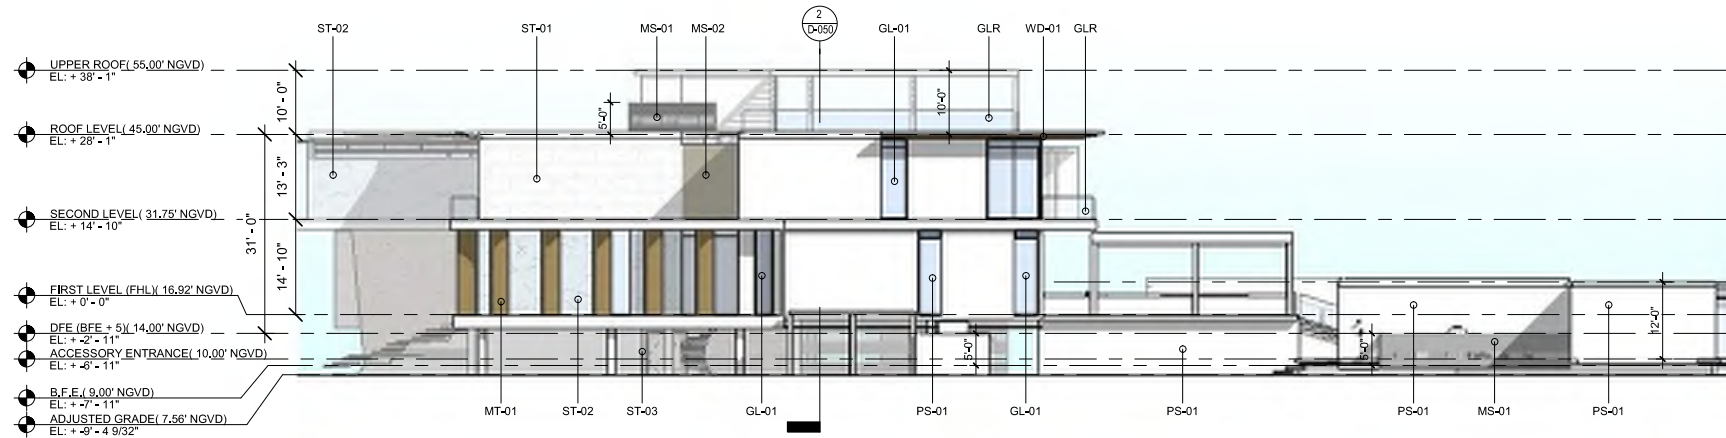 2
D-050
ST-02 ST-01 MS-01 MS-02 GL-01 GLR WD-01 GLR
UPPER ROOF( 55.00' NGVD)
EL: + 38' - 1"
10' - 0"
5'-0"
10'-0"
ROOF LEVEL( 45.00' NGVD)
EL: + 28' - 1"
13' - 3"
SECOND LEVEL( 31.75' NGVD)
EL: + 14' - 10"
31' - 0"
14' - 10"
FIRST LEVEL (FHL)( 16.92' NGVD)
EL: + 0' - 0"
DFE (BFE + 5)( 14.00' NGVD)
EL: + -2' - 11"
ACCESSORY ENTRANCE( 10.00' NGVD)
EL: + -6' - 11"
5'-0"
5'-0"
12'-0"
B.F.E.( 9.00' NGVD)
EL: + -7' - 11"
ADJUSTED GRADE( 7.56' NGVD)
EL: + -9' - 4 9/32"
MT-01 ST-02 ST-03 GL-01 PS-01 GL-01 PS-01 PS-01 MS-01 PS-01